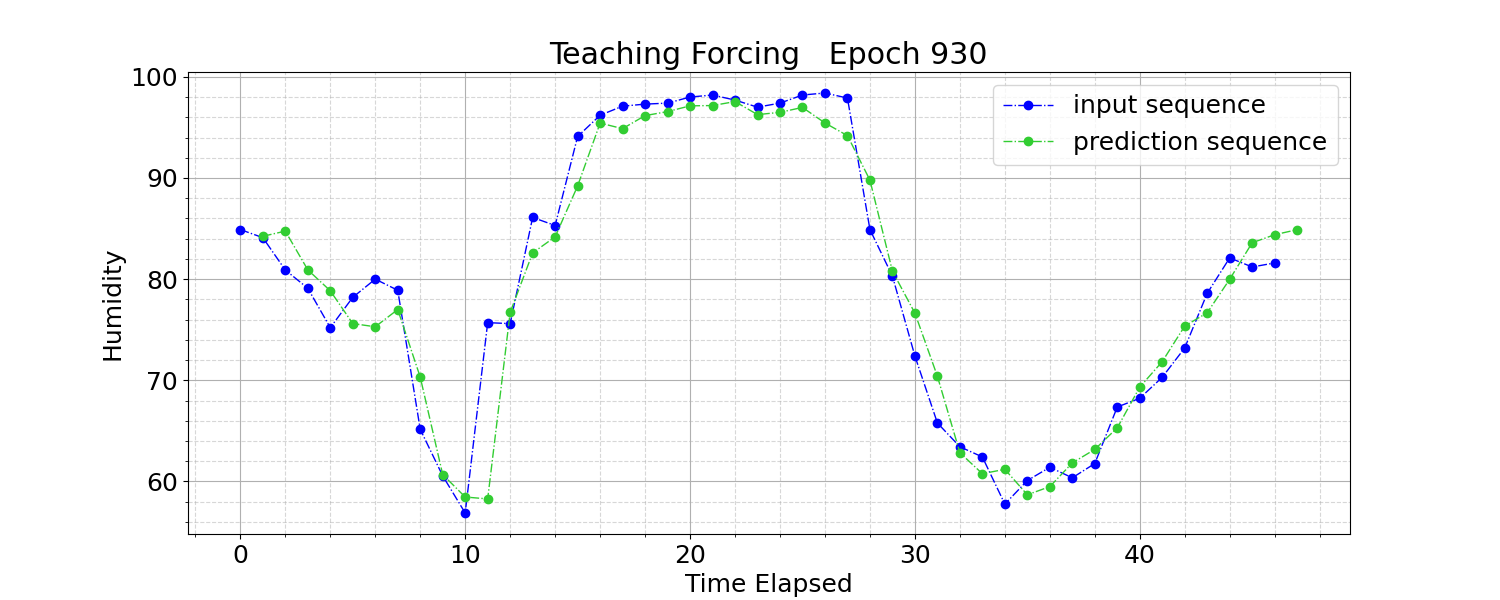 Teaching Forcing   Epoch 930
100
90
80
70
60
Humidity
input sequence
prediction sequence
0
10
20
30
40
Time Elapsed